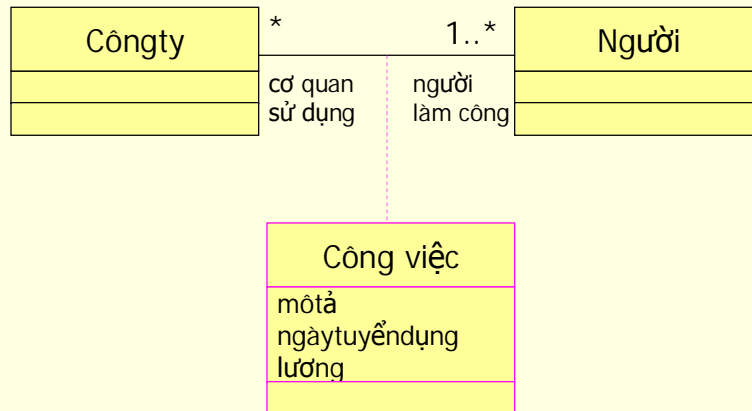 Côngty
*
1..*
Người
cơ quan
sử dụng
người
làm công
Công việc
môtả
ngàytuyểndụng
lương